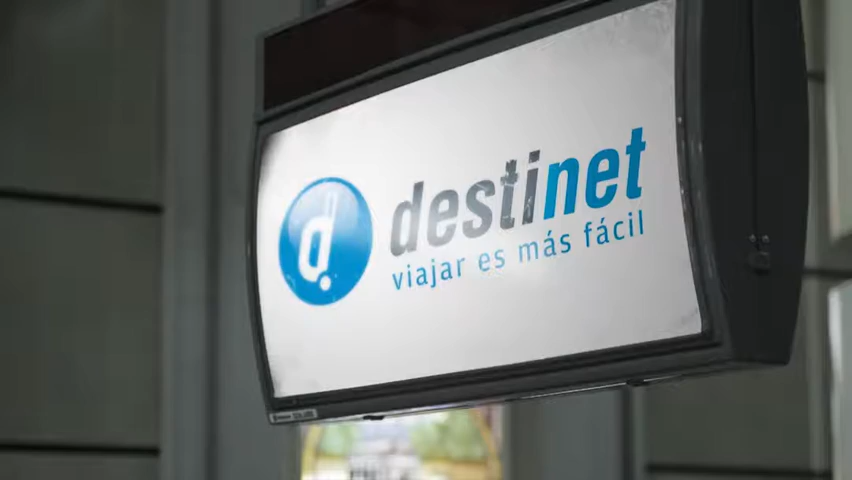 d.
destinet
viajar es más fácil